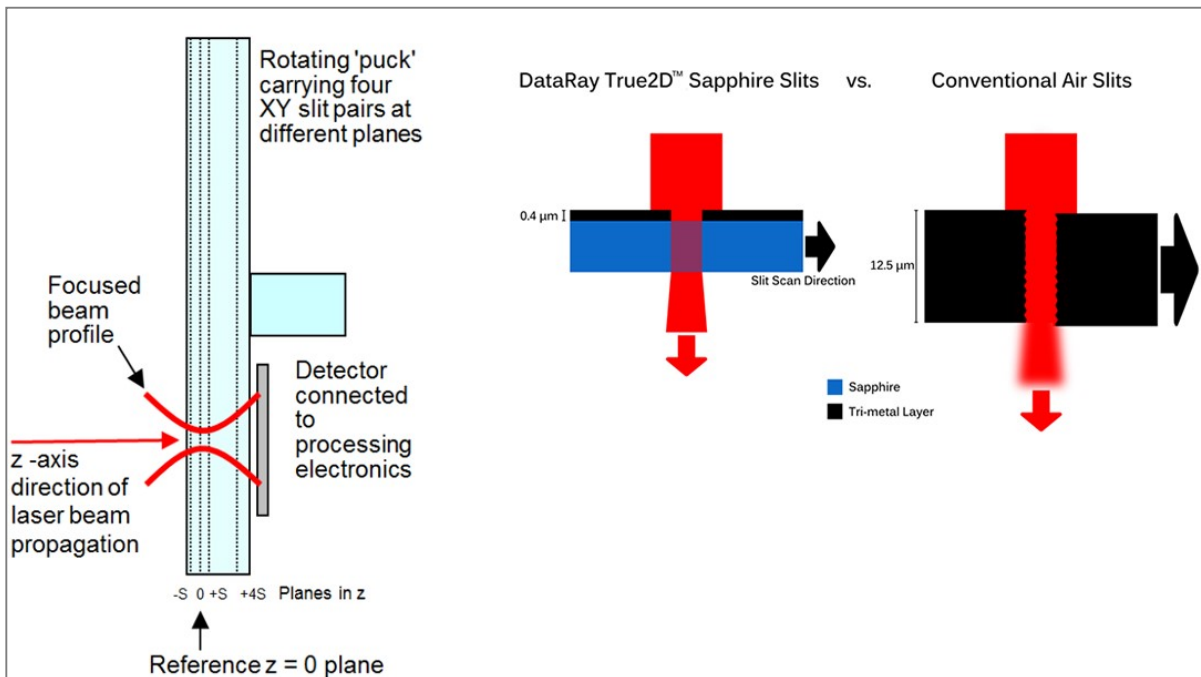 Rotating 'puck'
carrying four
XY slit pairs at
different planes
Focused
beam
profile
Detector
connected
to
processing
electronics
z -axis
direction of
laser beam
propagation
-S 0 +S +4S Planes in z
Reference z = 0 plane
DataRay True2D™ Sapphire Slits vs. Conventional Air Slits
0.4 μm
Slit Scan Direction
12.5 μm
Sapphire
Tri-metal Layer